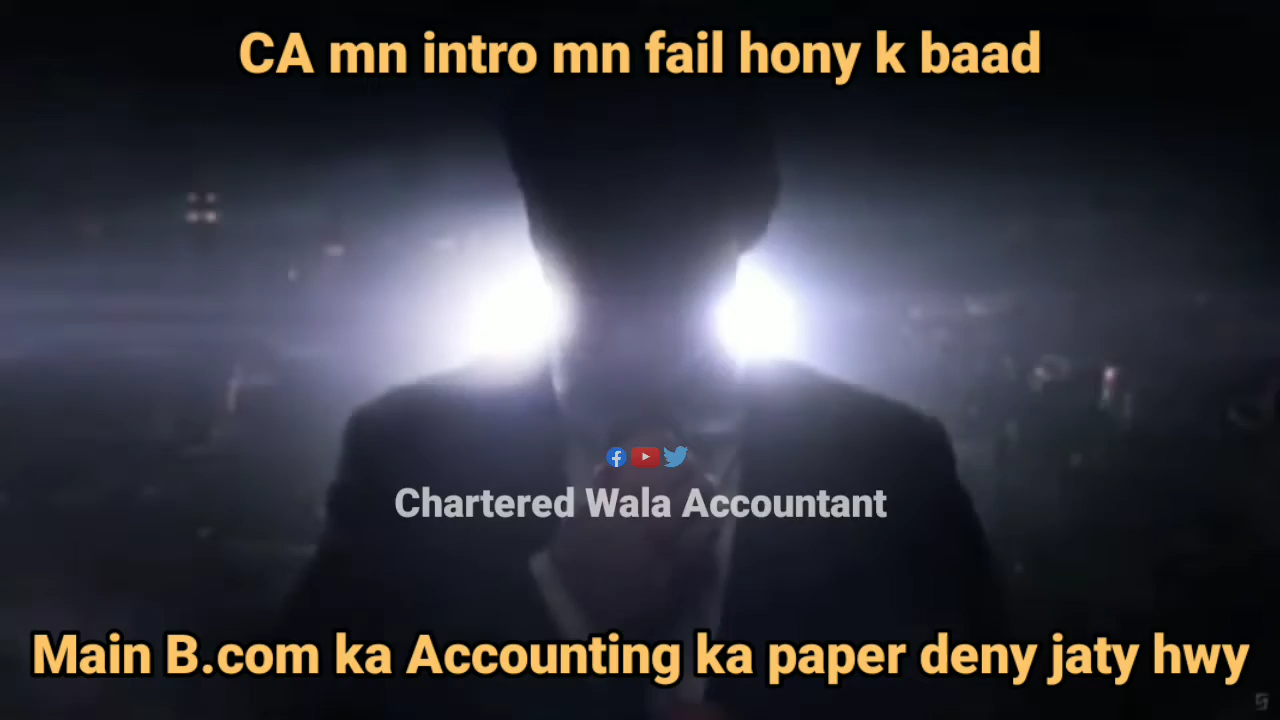 CA mn intro mn fail hony k baad
Chartered Wala Accountant
Main B.com ka Accounting ka paper deny jaty hwy